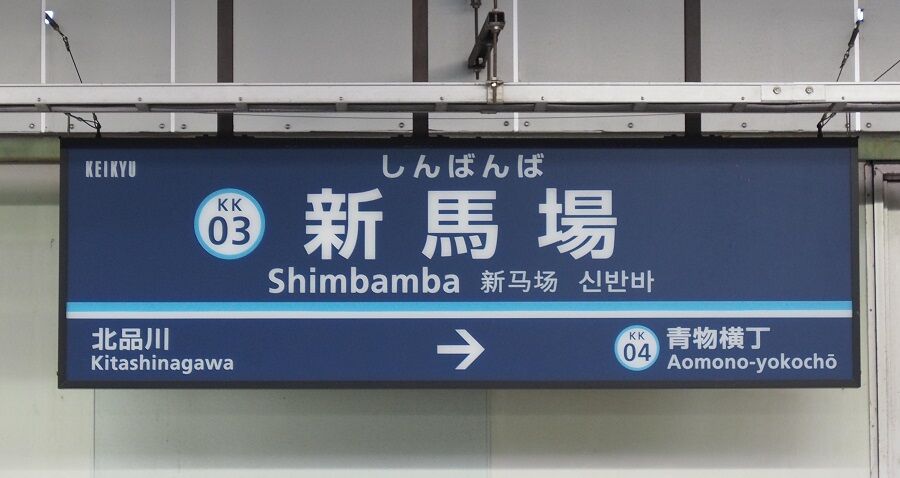 KEIKYU
しんばんば
KK
03
新馬場
Shimbamba 新马场 신반바
北品川
Kitashinagawa
→
KK
04
青物横丁
Aomono-yokochō